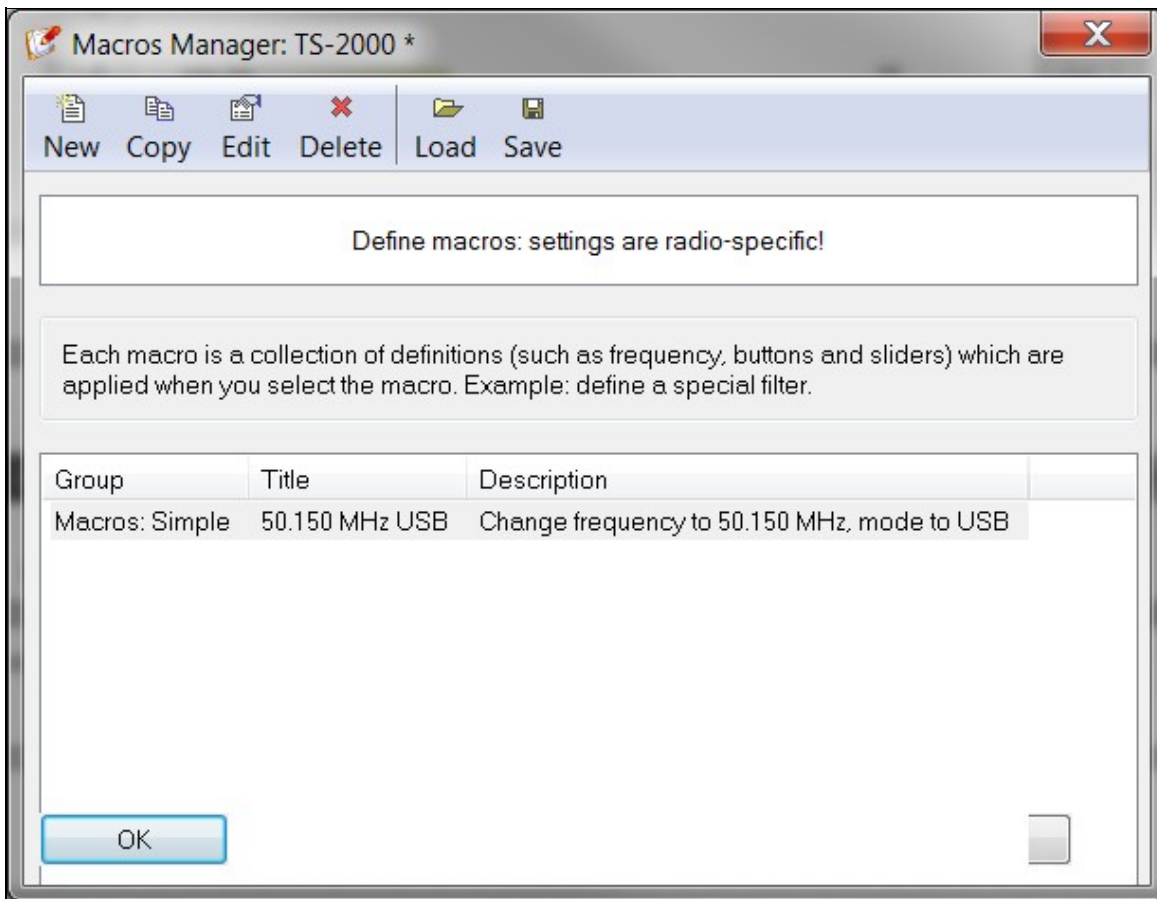 Macros Manager: TS-2000 *
New Copy Edit Delete Load Save
Define macros: settings are radio-specific!
Each macro is a collection of definitions (such as frequency, buttons and sliders) which are
applied when you select the macro. Example: define a special filter.
Group Title Description
Macros: Simple 50.150 MHz USB Change frequency to 50.150 MHz, mode to USB
OK